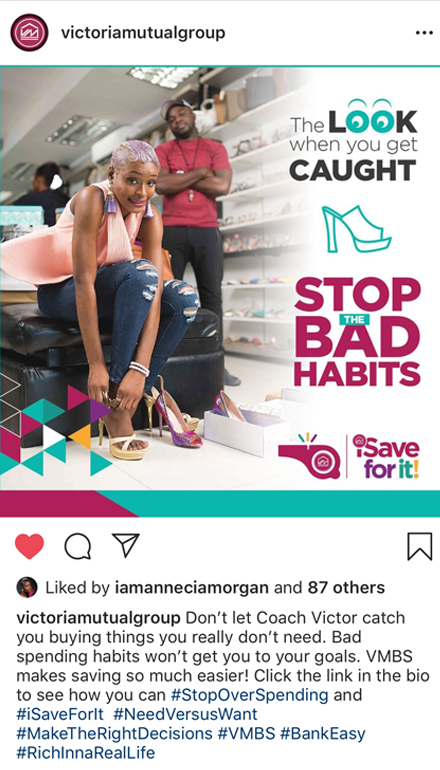 victoriamutualgroup
The LOOK
when you get
CAUGHT
STOP
THE
BAD
HABITS
iSave
for it!
Liked by iamanneciamorgan and 87 others
victoriamutualgroup Don't let Coach Victor catch
you buying things you really don't need. Bad
spending habits won't get you to your goals. VMBS
makes saving so much easier! Click the link in the bio
to see how you can #StopOverSpending and
#iSaveForIt #NeedVersusWant
#MakeTheRightDecisions #VMBS #BankEasy
#RichInnaRealLife